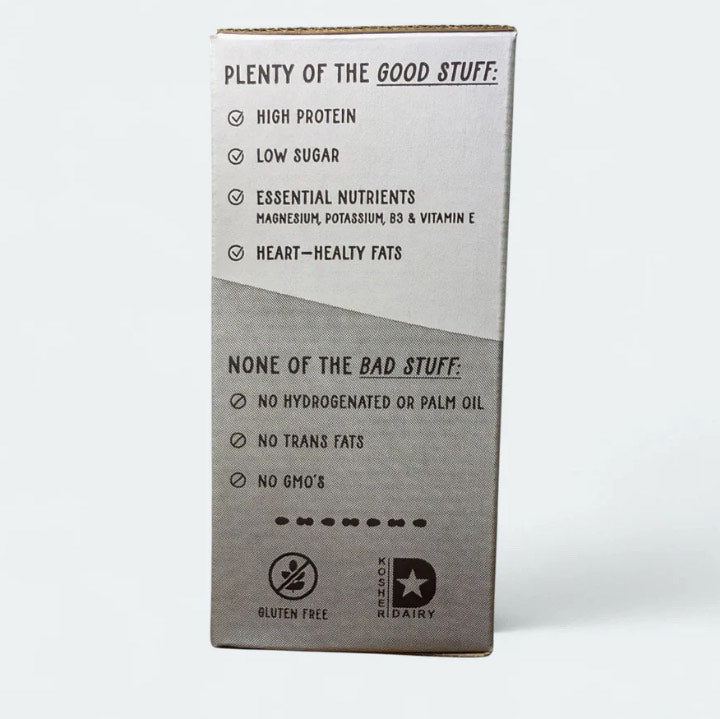 PLENTY OF THE GOOD STUFF:
HIGH PROTEIN
LOW SUGAR
ESSENTIAL NUTRIENTS
MAGNESIUM, POTASSIUM, B3 & VITAMIN E
HEART–HEALTY FATS
NONE OF THE BAD STUFF:
NO HYDROGENATED OR PALM OIL
NO TRANS FATS
NO GMO'S
GLUTEN FREE
KOSHER
D
DAIRY